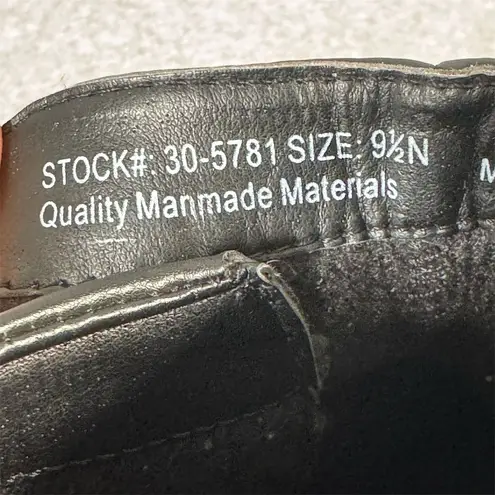 STOCK#: 30-5781 SIZE: 9½N
Quality Manmade Materials
M